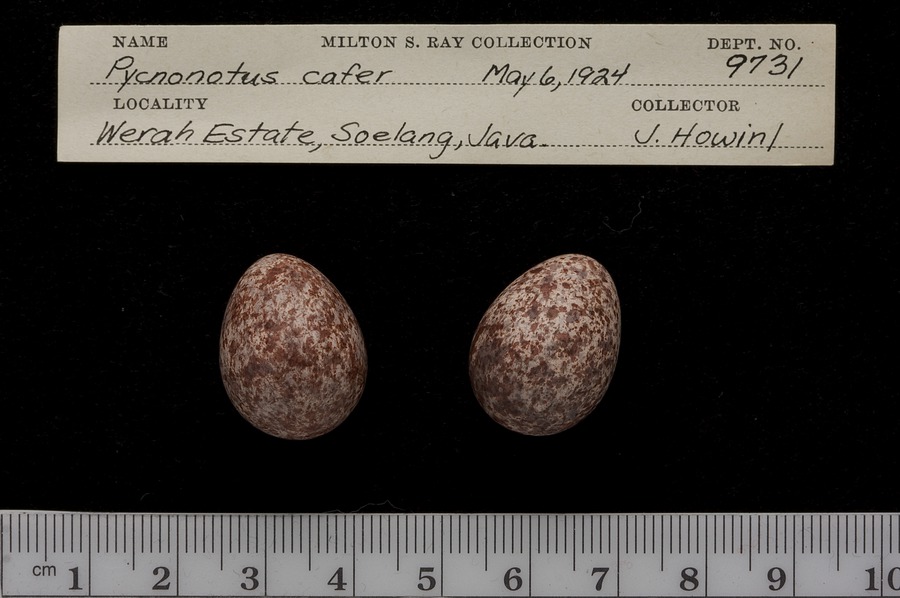 NAME MILTON S. RAY COLLECTION DEPT. NO.
Pycnonotus cafer May 6, 1924 9731
LOCALITY COLLECTOR
Werah Estate, Soelang, Java. J. Howinl
cm 1 2 3 4 5 6 7 8 9 10